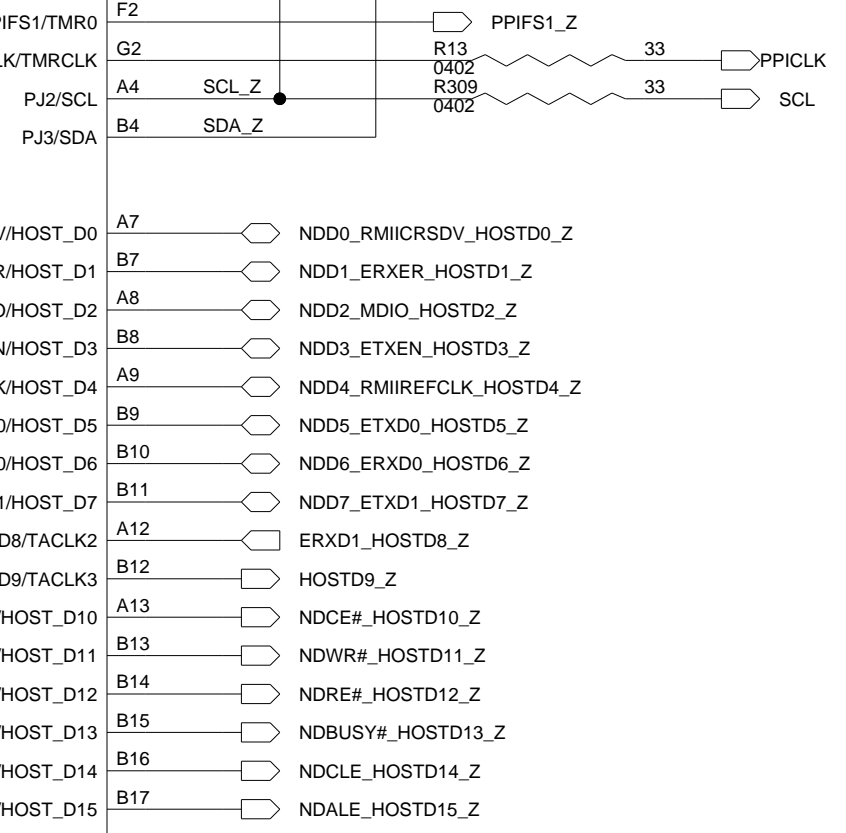 PIFS1/TMR0 F2 PPIFS1_Z
LK/TMRCLK G2 R13 0402 33 PPICLK
PJ2/SCL A4 SCL_Z R309 0402 33 SCL
PJ3/SDA B4 SDA_Z
//HOST_D0 A7 NDD0_RMIICRSDV_HOSTD0_Z
R/HOST_D1 B7 NDD1_ERXER_HOSTD1_Z
O/HOST_D2 A8 NDD2_MDIO_HOSTD2_Z
N/HOST_D3 B8 NDD3_ETXEN_HOSTD3_Z
K/HOST_D4 A9 NDD4_RMIIREFCLK_HOSTD4_Z
0/HOST_D5 B9 NDD5_ETXD0_HOSTD5_Z
0/HOST_D6 B10 NDD6_ERXD0_HOSTD6_Z
1/HOST_D7 B11 NDD7_ETXD1_HOSTD7_Z
D8/TACLK2 A12 ERXD1_HOSTD8_Z
D9/TACLK3 B12 HOSTD9_Z
/HOST_D10 A13 NDCE#_HOSTD10_Z
/HOST_D11 B13 NDWR#_HOSTD11_Z
/HOST_D12 B14 NDRE#_HOSTD12_Z
/HOST_D13 B15 NDBUSY#_HOSTD13_Z
/HOST_D14 B16 NDCLE_HOSTD14_Z
/HOST_D15 B17 NDALE_HOSTD15_Z